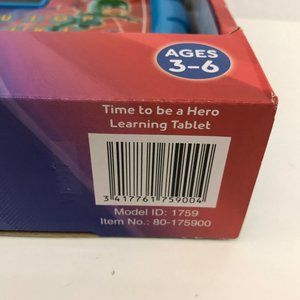 AGES
3-6
Time to be a Hero
Learning Tablet
3 417761 759004
Model ID: 1759
Item No.: 80-175900